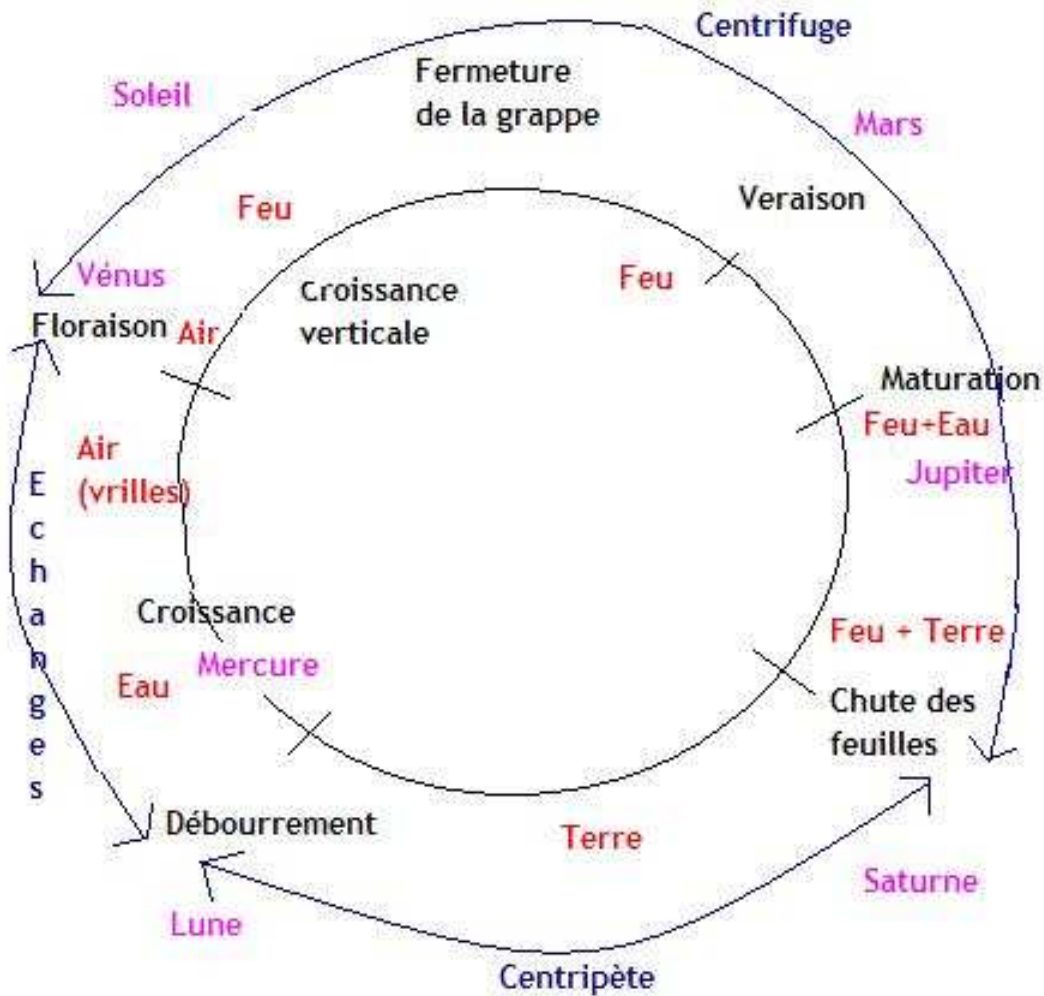 Centrifuge
Fermeture
de la grappe
Soleil
Mars
Veraison
Feu
Feu
Vénus
Croissance
verticale
Floraison
Air
Maturation
Feu+Eau
Jupiter
Air
(vrilles)
Echanges
Croissance
Mercure
Eau
Feu + Terre
Chute des
feuilles
Débourrement
Terre
Saturne
Lune
Centripète